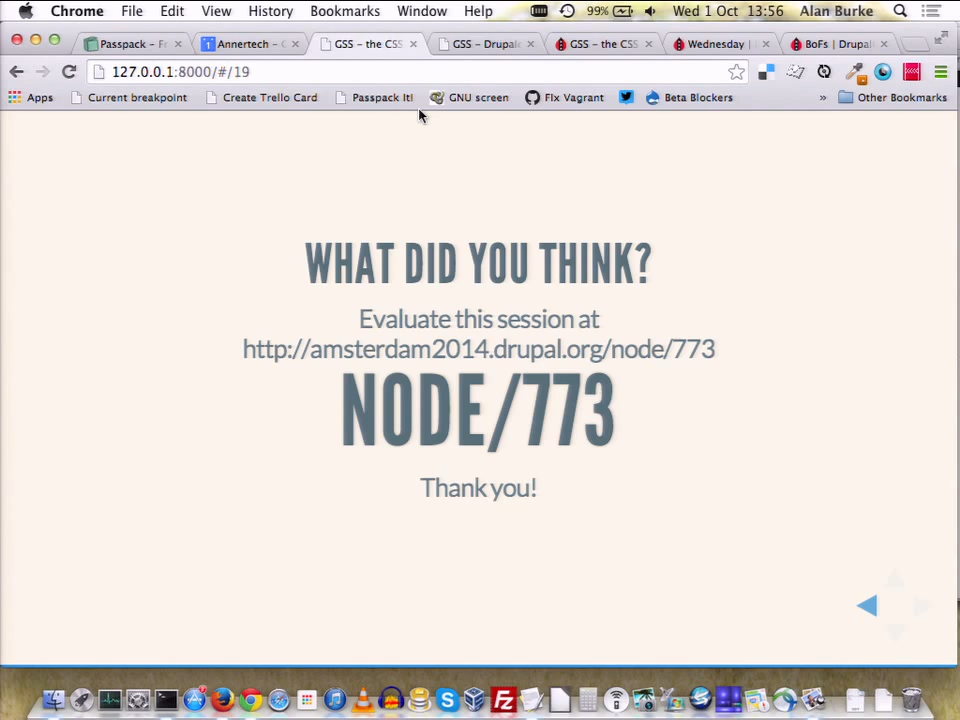 Chrome File Edit View History Bookmarks Window Help 99% Wed 1 Oct 13:56 Alan Burke
Passpack – Fr Annertech – C GSS – the CSS GSS – Drupal GSS – the CSS Wednesday | BoFs | Drupal
127.0.0.1:8000/#/19
Apps Current breakpoint Create Trello Card Passpack It! GNU screen Fix Vagrant Beta Blockers » Other Bookmarks
WHAT DID YOU THINK?
Evaluate this session at
http://amsterdam2014.drupal.org/node/773
NODE/773
Thank you!